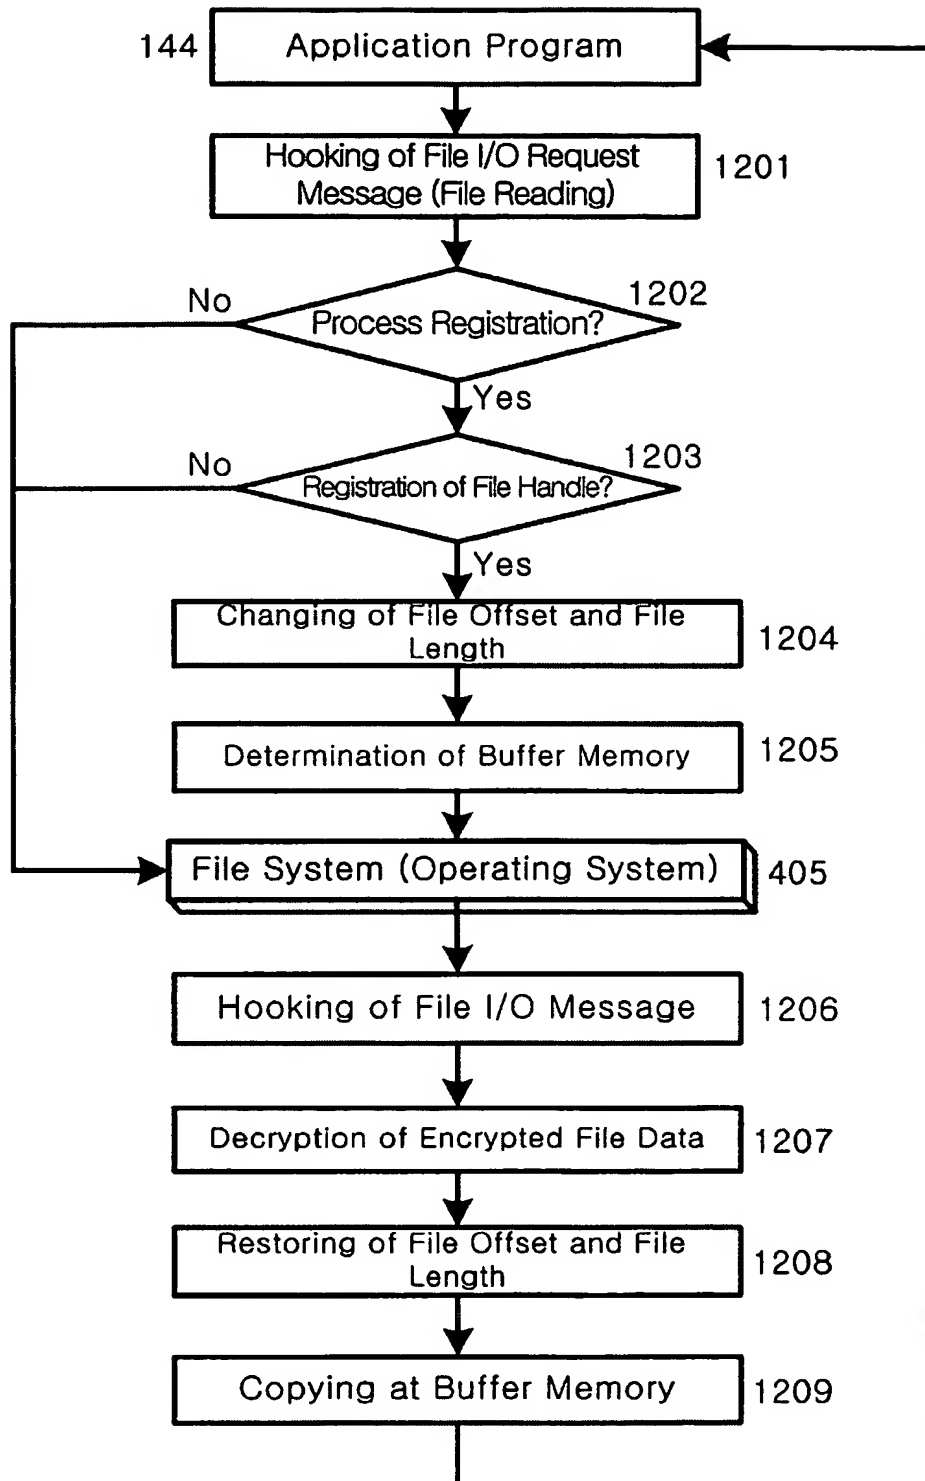 144
Application Program
Hooking of File I/O Request
Message (File Reading)
1201
No
1202
Process Registration?
Yes
No
1203
Registration of File Handle?
Yes
Changing of File Offset and File
Length
1204
Determination of Buffer Memory
1205
File System (Operating System)
405
Hooking of File I/O Message
1206
Decryption of Encrypted File Data
1207
Restoring of File Offset and File
Length
1208
Copying at Buffer Memory
1209